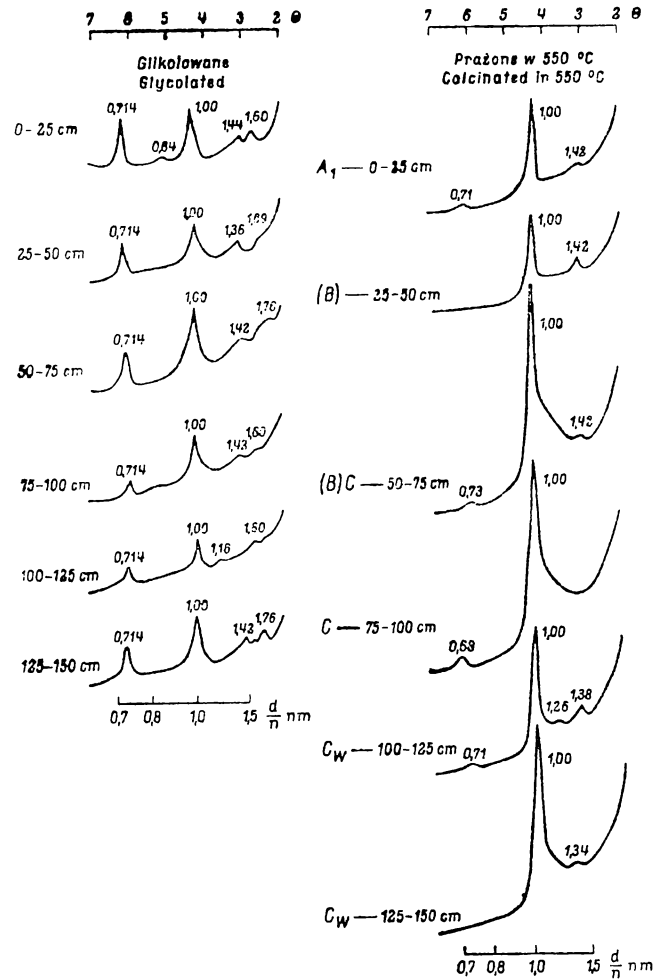 7 6 5 4 3 2 θ
Glikolowane
Glycolated
0-25 cm
0,714
0,84
1,00
1,44
1,60
25-50 cm
0,714
1,00
1,36
50-75 cm
0,714
1,00
1,42
1,76
75-100 cm
0,714
1,00
1,43
1,60
100-125 cm
0,714
1,00
1,16
1,50
125-150 cm
0,714
1,00
1,42
1,76
0,7 0,8 1,0 1,5 d/n nm
7 6 5 4 3 2 θ
Prażone w 550 °C
Calcinated in 550 °C
A1 — 0-25 cm
0,71
1,00
1,42
(B) — 25-50 cm
1,00
1,42
(B)C — 50-75 cm
0,73
1,00
1,42
C — 75-100 cm
0,68
1,00
CW — 100-125 cm
0,71
1,00
1,26
1,38
CW — 125-150 cm
1,00
1,34
0,7 0,8 1,0 1,5 d/n nm